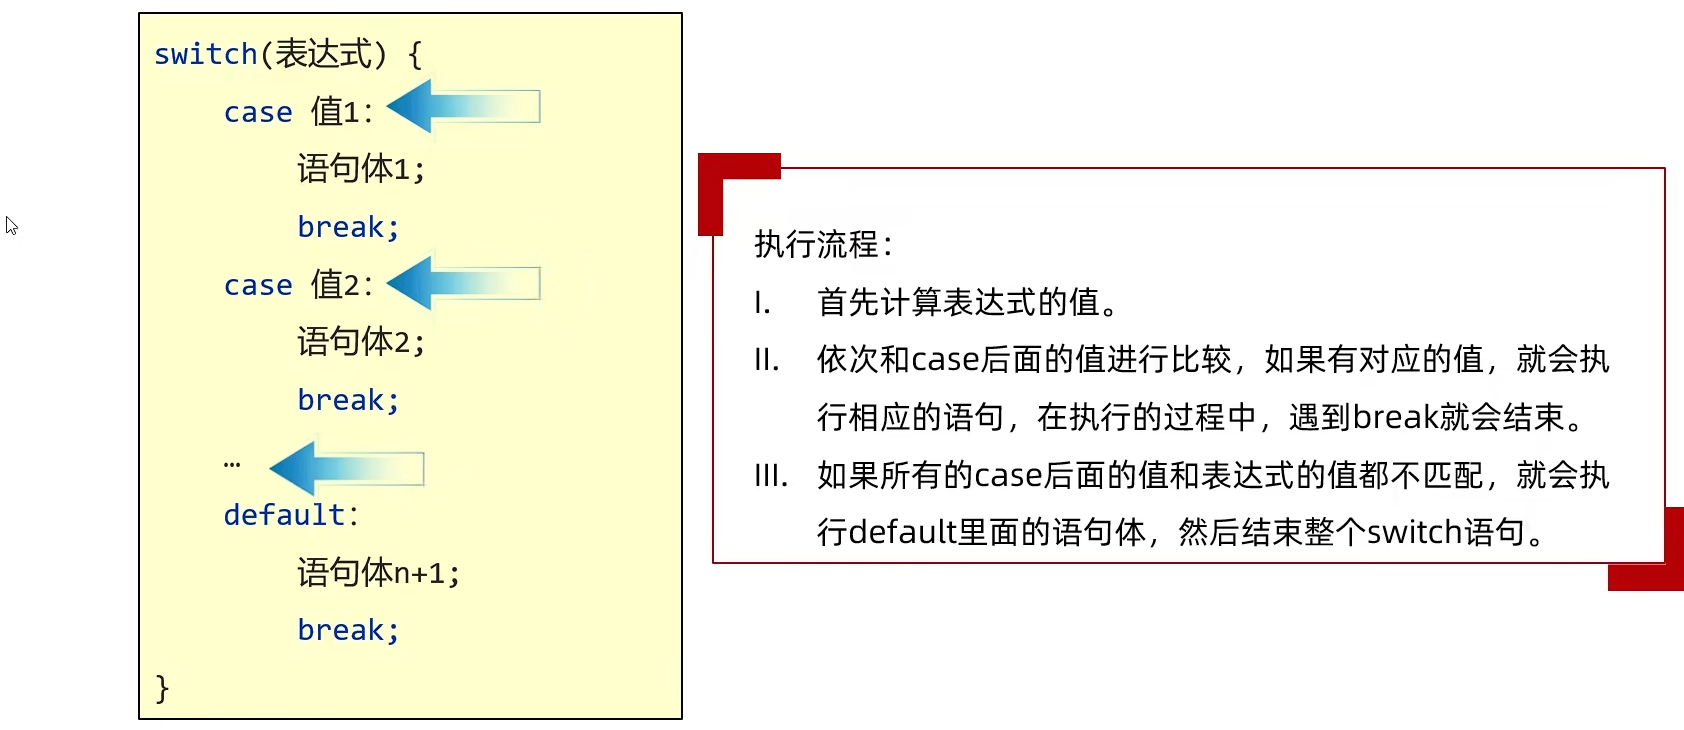 switch(表达式) {
case 值1:
语句体1;
break;
case 值2:
语句体2;
break;
…
default:
语句体n+1;
break;
}
执行流程：
I. 首先计算表达式的值。
II. 依次和case后面的值进行比较，如果有对应的值，就会执
行相应的语句，在执行的过程中，遇到break就会结束。
III. 如果所有的case后面的值和表达式的值都不匹配，就会执
行default里面的语句体，然后结束整个switch语句。